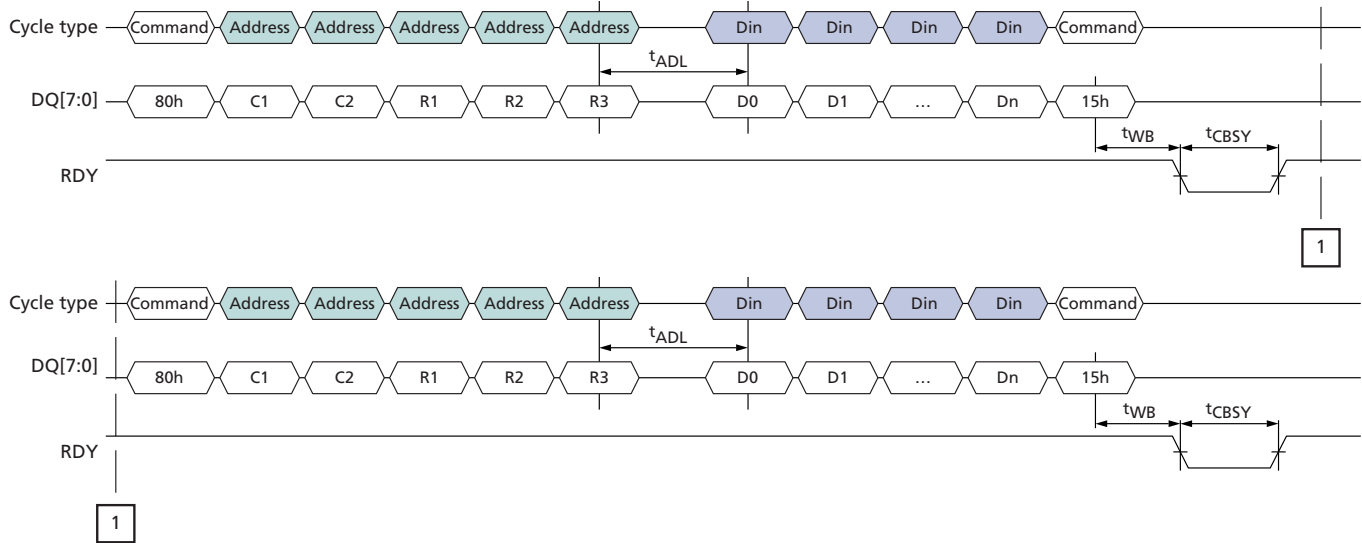 Cycle type Command Address Address Address Address Address Din Din Din Din Command
tADL
DQ[7:0] 80h C1 C2 R1 R2 R3 D0 D1 ... Dn 15h
tWB tCBSY
RDY
1
Cycle type Command Address Address Address Address Address Din Din Din Din Command
tADL
DQ[7:0] 80h C1 C2 R1 R2 R3 D0 D1 ... Dn 15h
tWB tCBSY
RDY
1